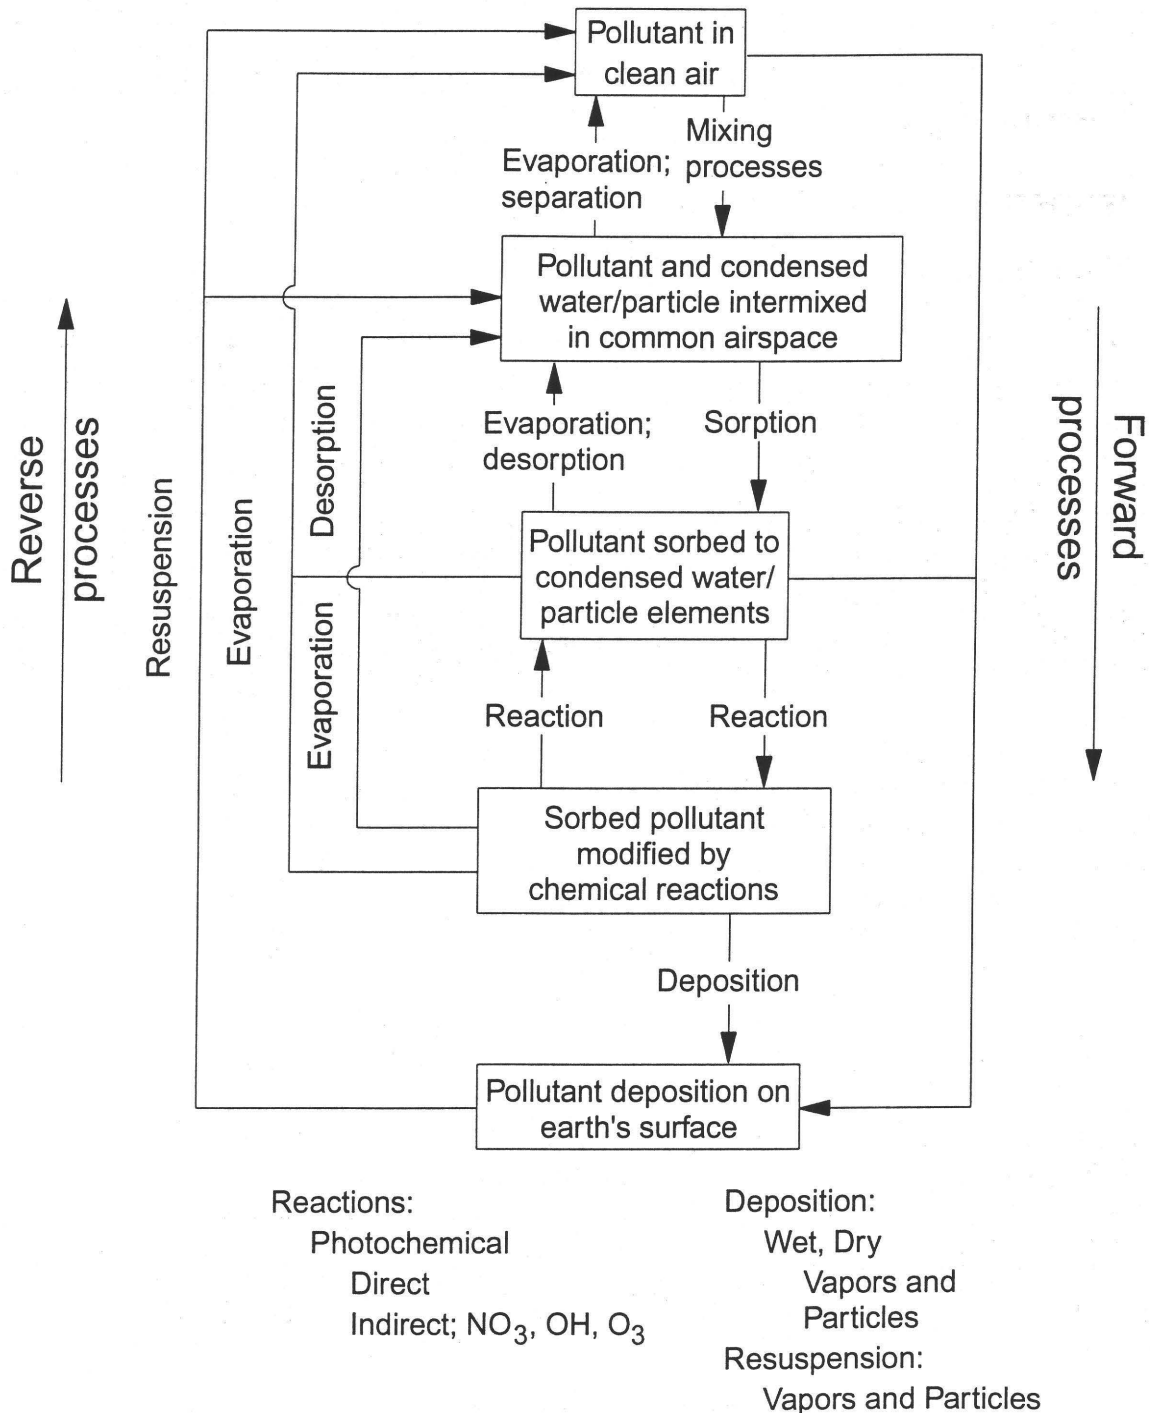 Pollutant in
clean air
Mixing
processes
Evaporation;
separation
Pollutant and condensed
water/particle intermixed
in common airspace
Evaporation;
desorption
Sorption
Pollutant sorbed to
condensed water/
particle elements
Reaction
Reaction
Sorbed pollutant
modified by
chemical reactions
Deposition
Pollutant deposition on
earth's surface
Reverse
processes
Resuspension
Evaporation
Desorption
Evaporation
Forward
processes
Reactions:
Photochemical
Direct
Indirect; NO₃, OH, O₃
Deposition:
Wet, Dry
Vapors and
Particles
Resuspension:
Vapors and Particles